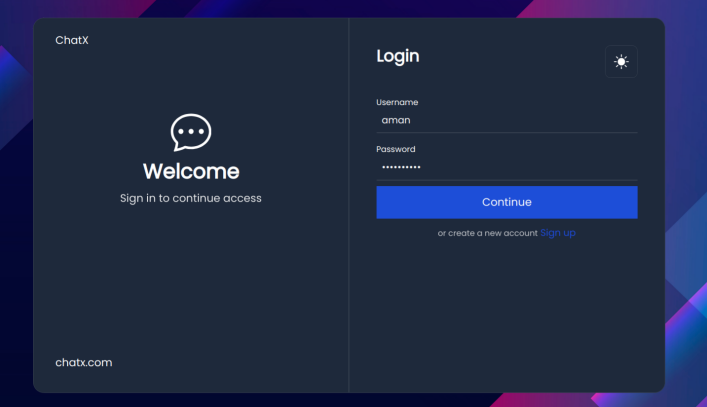 ChatX
Welcome
Sign in to continue access
chatx.com
Login
Username
aman
Password
••••••••••
Continue
or create a new account Sign up